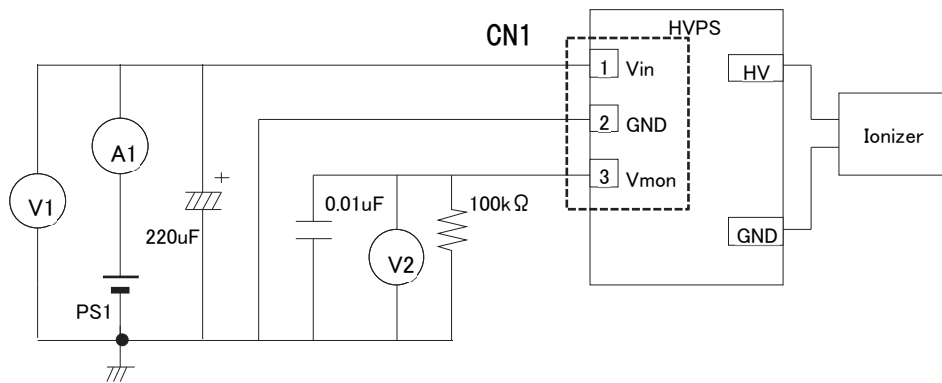 CN1
HVPS
1 Vin
HV
2 GND
Ionizer
A1
3 Vmon
V1
+
0.01uF
100kΩ
220uF
V2
GND
PS1